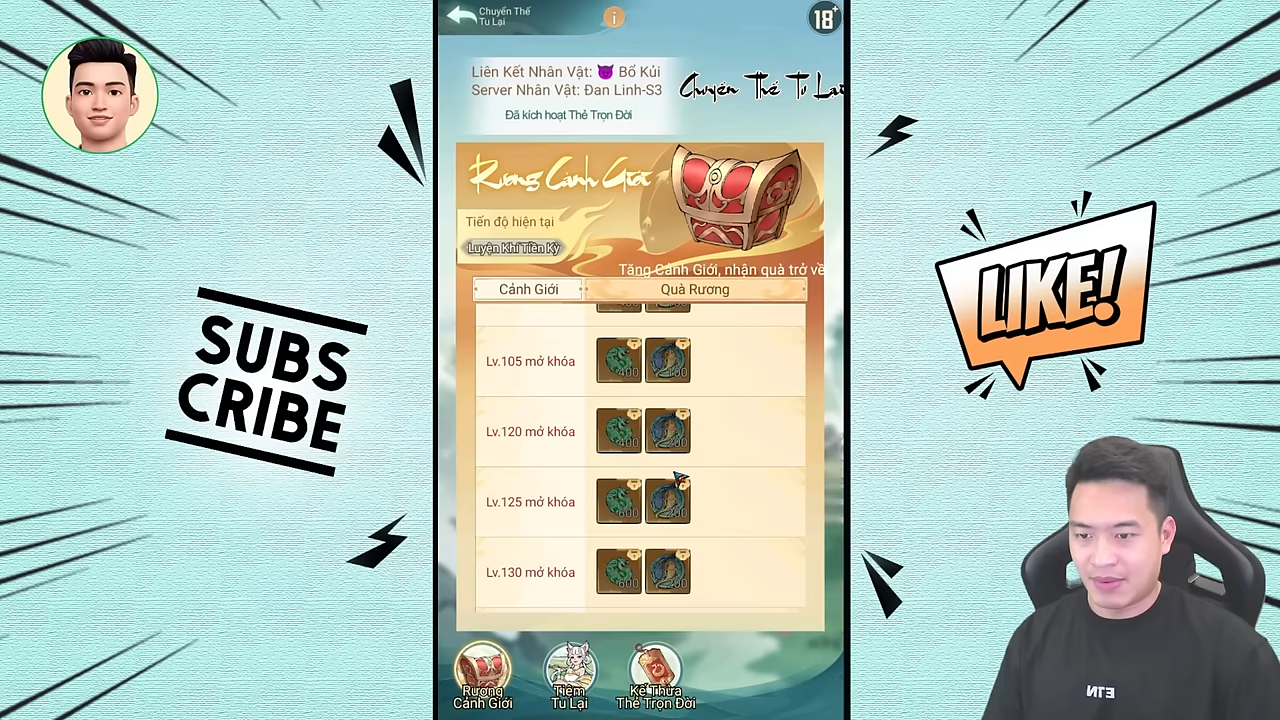 Chuyển Thế
Tu Lại
i
18+
Liên Kết Nhân Vật: 😈 Bổ Kủi
Server Nhân Vật: Đan Linh-S3
Đã kích hoạt Thẻ Trọn Đời
Chuyển Thế Tu Lại
Rương Cảnh Giới
Tiến độ hiện tại
Luyện Khí Tiền Kỳ
Tăng Cảnh Giới, nhận quà trở về
Cảnh Giới
Quà Rương
Lv.105 mở khóa
400
Lv.120 mở khóa
400
Lv.125 mở khóa
600
Lv.130 mở khóa
600
Rương
Cảnh Giới
Tiệm
Tu Lại
Kế Thừa
Thẻ Trọn Đời
SUBS
CRIBE
LIKE!